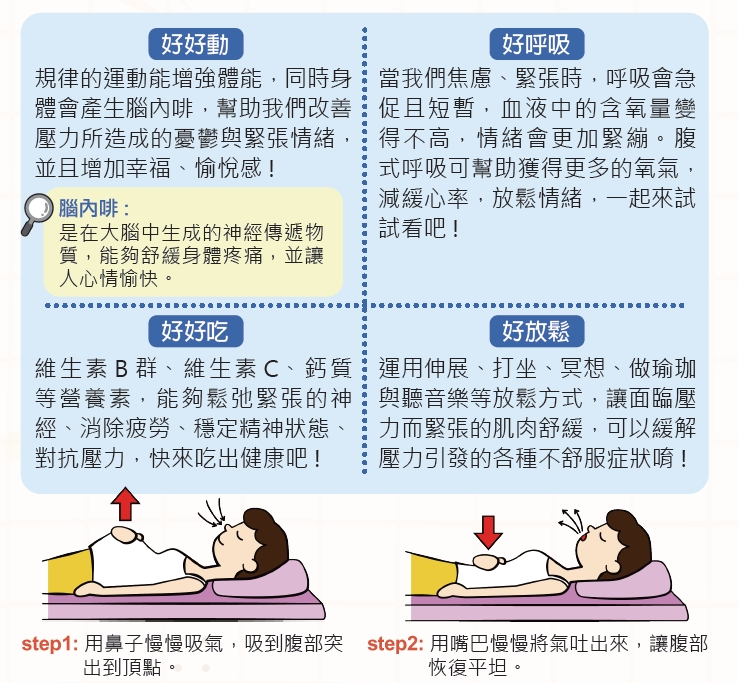 好好動
規律的運動能增強體能，同時身
體會產生腦內啡，幫助我們改善
壓力所造成的憂鬱與緊張情緒，
並且增加幸福、愉悅感！
腦內啡：
是在大腦中生成的神經傳遞物
質，能夠舒緩身體疼痛，並讓
人心情愉快。
好呼吸
當我們焦慮、緊張時，呼吸會急
促且短暫，血液中的含氧量變
得不高，情緒會更加緊繃。腹
式呼吸可幫助獲得更多的氧氣，
減緩心率，放鬆情緒，一起來試
試看吧！
好好吃
維生素 B 群、維生素 C、鈣質
等營養素，能夠鬆弛緊張的神
經、消除疲勞、穩定精神狀態、
對抗壓力，快來吃出健康吧！
好放鬆
運用伸展、打坐、冥想、做瑜珈
與聽音樂等放鬆方式，讓面臨壓
力而緊張的肌肉舒緩，可以緩解
壓力引發的各種不舒服症狀唷！
step1: 用鼻子慢慢吸氣，吸到腹部突
出到頂點。
step2: 用嘴巴慢慢將氣吐出來，讓腹部
恢復平坦。